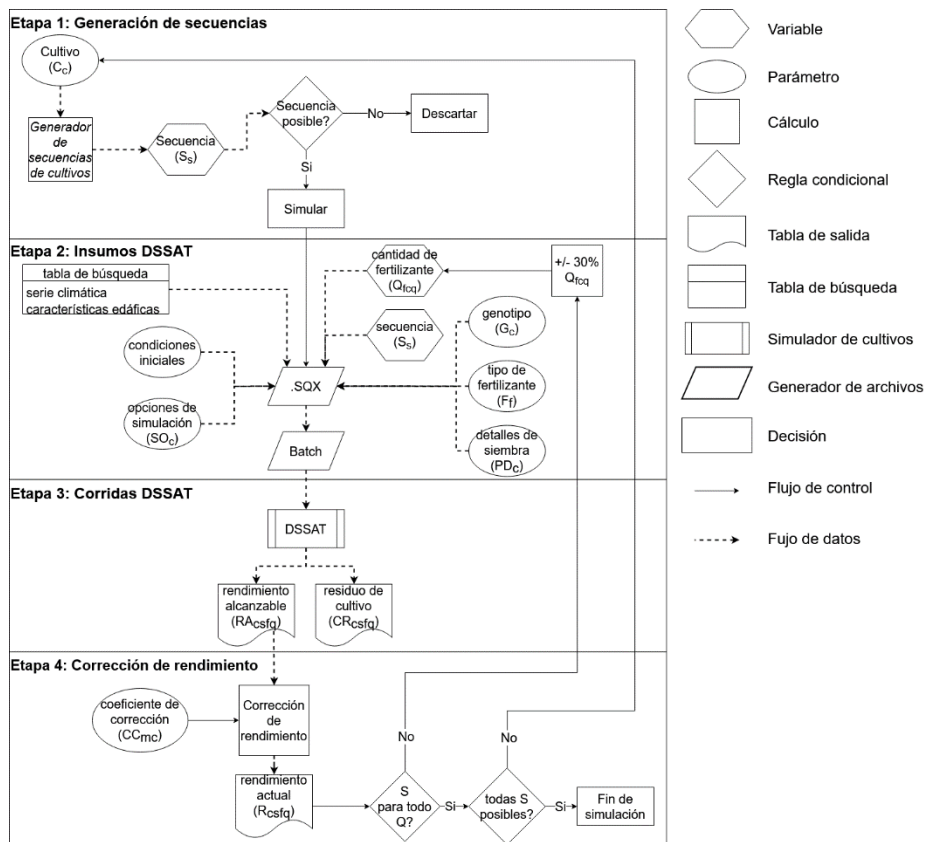 Etapa 1: Generación de secuencias
Cultivo
(Cc)
Generador
de
secuencias
de cultivos
Secuencia
(Ss)
Secuencia
posible?
No
Descartar
Si
Simular
Etapa 2: Insumos DSSAT
tabla de búsqueda
serie climática
características edáficas
cantidad de
fertilizante
(Qfcq)
+/- 30%
Qfcq
secuencia
(Ss)
genotipo
(Gc)
condiciones
iniciales
.SQX
tipo de
fertilizante
(Ff)
opciones de
simulación
(SOc)
Batch
detalles de
siembra
(PDc)
Etapa 3: Corridas DSSAT
DSSAT
rendimiento
alcanzable
(RAcsfq)
residuo de
cultivo
(CRcsfq)
Etapa 4: Corrección de rendimiento
coeficiente de
corrección
(CCmc)
Corrección
de
rendimiento
No
No
rendimiento
actual
(Rcsfq)
S
para todo
Q?
Si
todas S
posibles?
Si
Fin de
simulación
Variable
Parámetro
Cálculo
Regla condicional
Tabla de salida
Tabla de búsqueda
Simulador de cultivos
Generador de archivos
Decisión
Flujo de control
Fujo de datos